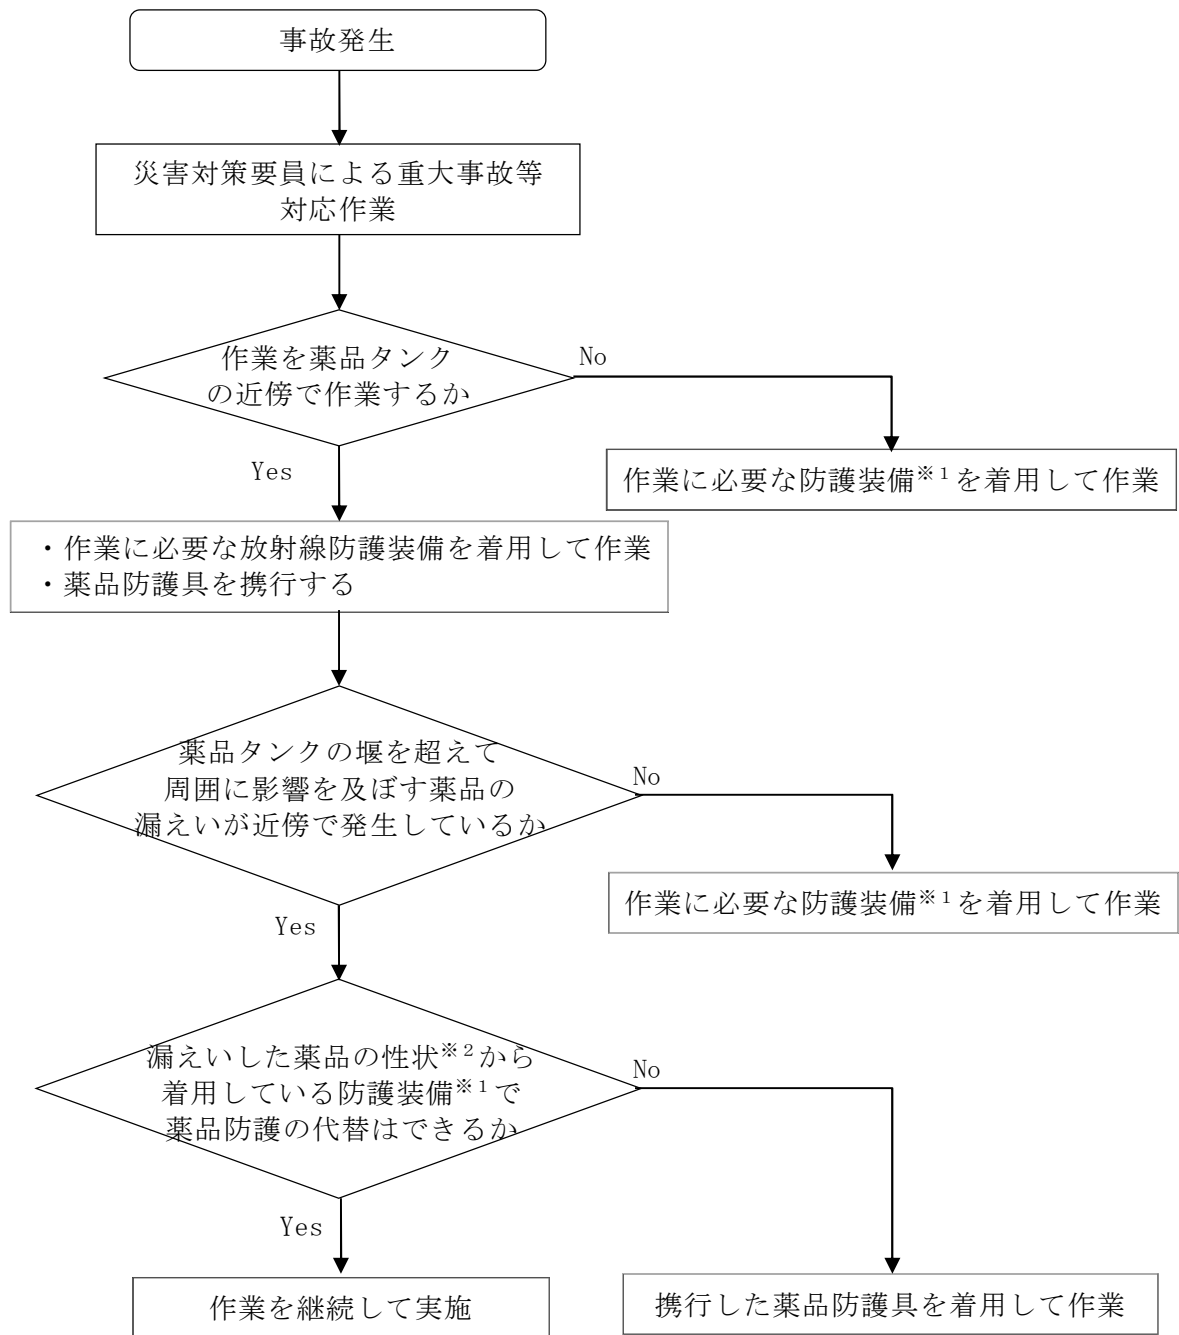 事故発生
災害対策要員による重大事故等
対応作業
作業を薬品タンク
の近傍で作業するか
No
Yes
作業に必要な防護装備※1を着用して作業
・作業に必要な放射線防護装備を着用して作業
・薬品防護具を携行する
薬品タンクの堰を超えて
周囲に影響を及ぼす薬品の
漏えいが近傍で発生しているか
No
作業に必要な防護装備※1を着用して作業
Yes
漏えいした薬品の性状※2から
着用している防護装備※1で
薬品防護の代替はできるか
No
Yes
作業を継続して実施
携行した薬品防護具を着用して作業